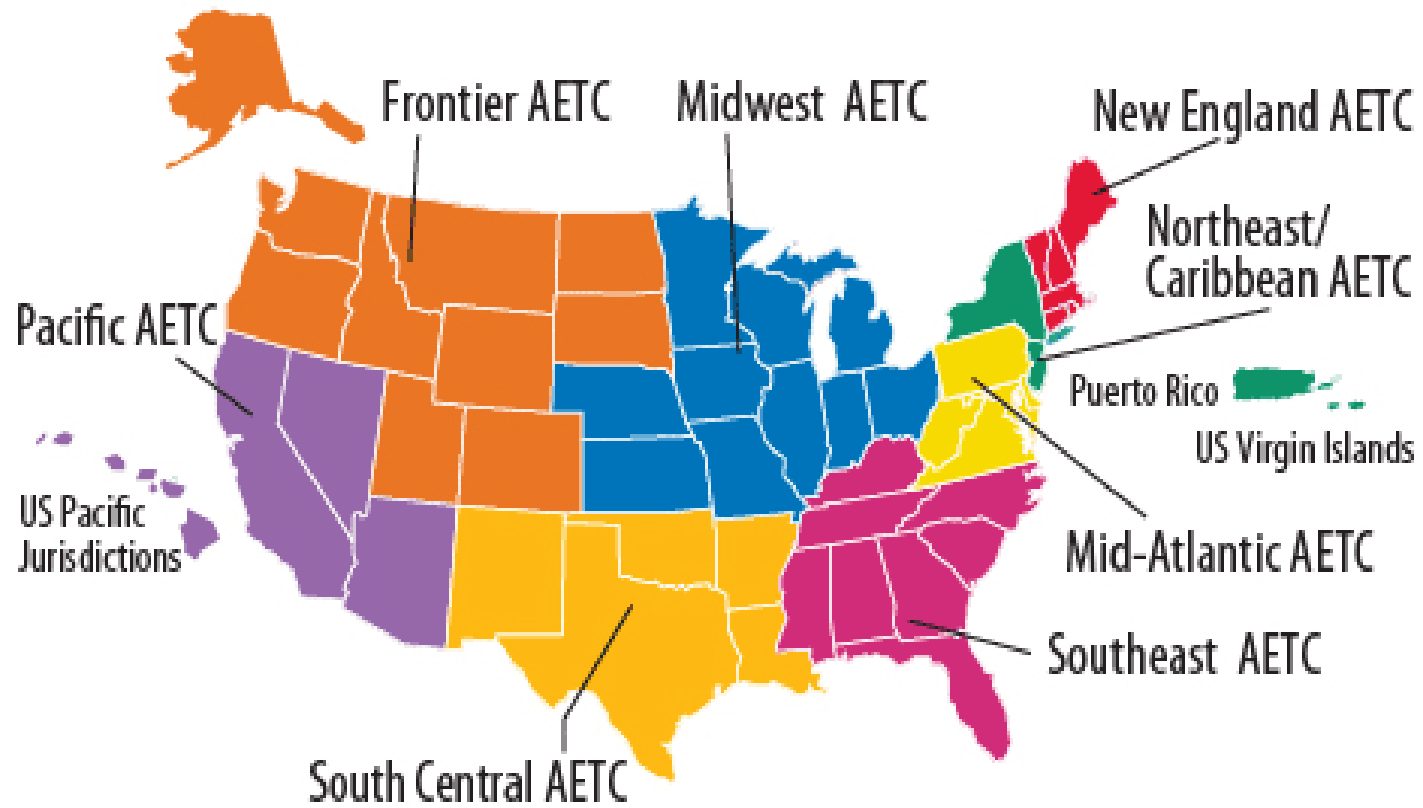 Frontier AETC
Midwest AETC
New England AETC
Northeast/
Caribbean AETC
Pacific AETC
Puerto Rico
US Virgin Islands
US Pacific
Jurisdictions
Mid-Atlantic AETC
Southeast AETC
South Central AETC